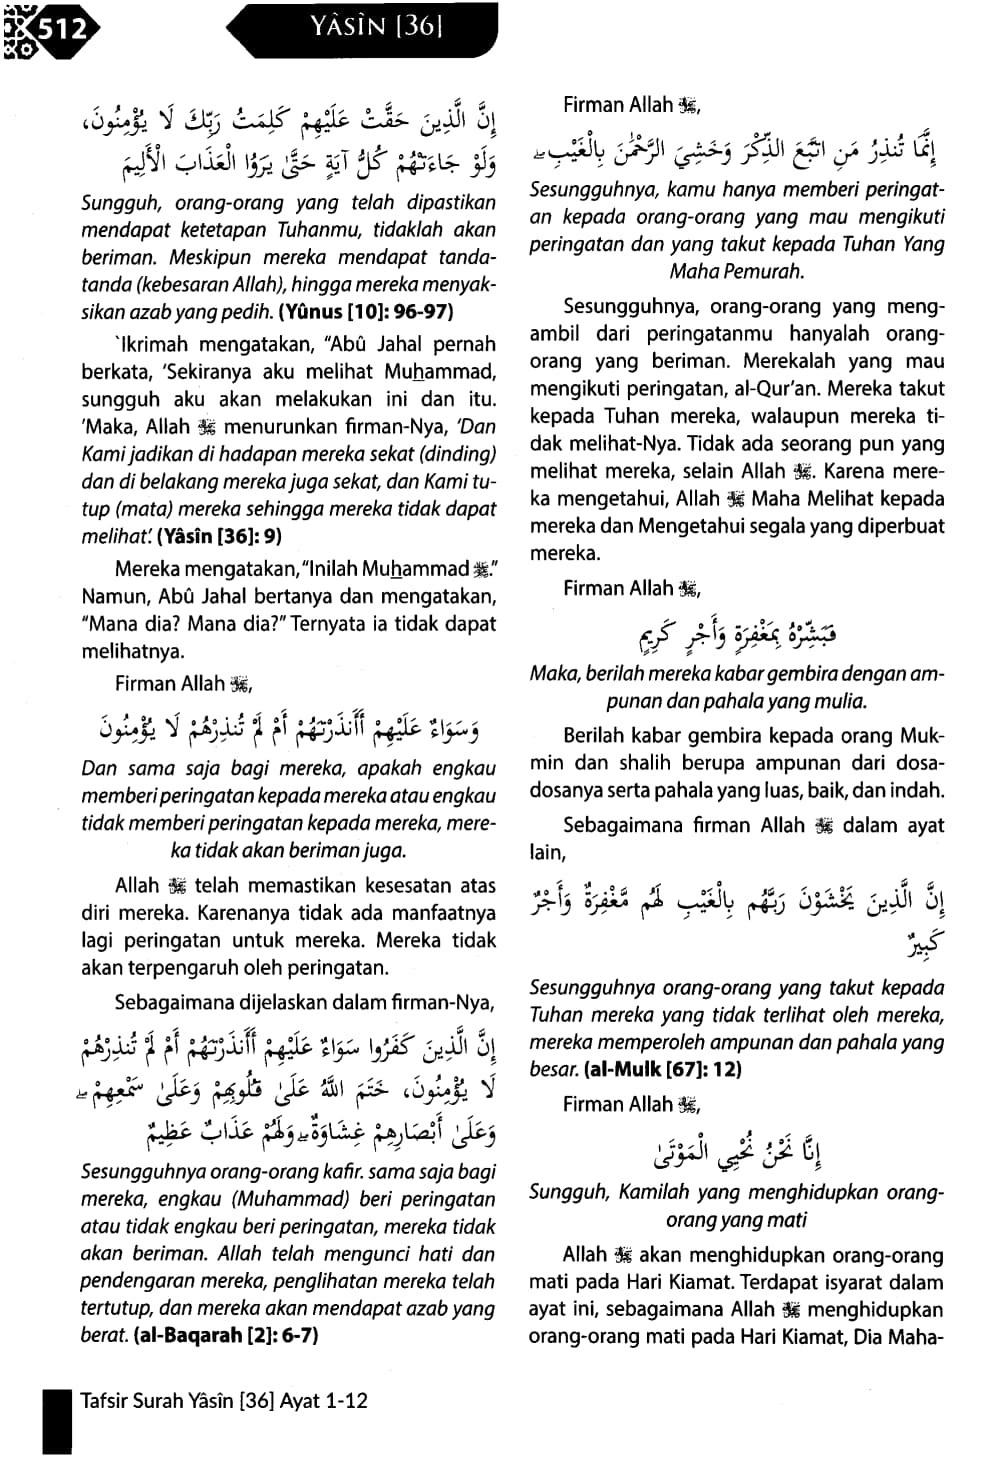 512
YÂSÎN [36]
إِنَّ الَّذِينَ حَقَّتْ عَلَيْهِمْ كَلِمَتُ رَبِّكَ لَا يُؤْمِنُونَ،
وَلَوْ جَاءَتْهُمْ كُلُّ آيَةٍ حَتَّىٰ يَرَوُا الْعَذَابَ الْأَلِيمَ
Sungguh, orang-orang yang telah dipastikan
mendapat ketetapan Tuhanmu, tidaklah akan
beriman. Meskipun mereka mendapat tanda-
tanda (kebesaran Allah), hingga mereka menyak-
sikan azab yang pedih. (Yûnus [10]: 96-97)
`Ikrimah mengatakan, “Abû Jahal pernah
berkata, ‘Sekiranya aku melihat Muhammad,
sungguh aku akan melakukan ini dan itu.
’Maka, Allah ﷻ menurunkan firman-Nya, ‘Dan
Kami jadikan di hadapan mereka sekat (dinding)
dan di belakang mereka juga sekat, dan Kami tu-
tup (mata) mereka sehingga mereka tidak dapat
melihat’. (Yâsîn [36]: 9)
Mereka mengatakan, “Inilah Muhammad ﷺ.”
Namun, Abû Jahal bertanya dan mengatakan,
“Mana dia? Mana dia?” Ternyata ia tidak dapat
melihatnya.
Firman Allah ﷻ,
وَسَوَاءٌ عَلَيْهِمْ أَأَنذَرْتَهُمْ أَمْ لَمْ تُنذِرْهُمْ لَا يُؤْمِنُونَ
Dan sama saja bagi mereka, apakah engkau
memberi peringatan kepada mereka atau engkau
tidak memberi peringatan kepada mereka, mere-
ka tidak akan beriman juga.
Allah ﷻ telah memastikan kesesatan atas
diri mereka. Karenanya tidak ada manfaatnya
lagi peringatan untuk mereka. Mereka tidak
akan terpengaruh oleh peringatan.
Sebagaimana dijelaskan dalam firman-Nya,
إِنَّ الَّذِينَ كَفَرُوا سَوَاءٌ عَلَيْهِمْ أَأَنذَرْتَهُمْ أَمْ لَمْ تُنذِرْهُمْ
لَا يُؤْمِنُونَ، خَتَمَ اللَّهُ عَلَىٰ قُلُوبِهِمْ وَعَلَىٰ سَمْعِهِمْ ۖ
وَعَلَىٰ أَبْصَارِهِمْ غِشَاوَةٌ ۖ وَلَهُمْ عَذَابٌ عَظِيمٌ
Sesungguhnya orang-orang kafir. sama saja bagi
mereka, engkau (Muhammad) beri peringatan
atau tidak engkau beri peringatan, mereka tidak
akan beriman. Allah telah mengunci hati dan
pendengaran mereka, penglihatan mereka telah
tertutup, dan mereka akan mendapat azab yang
berat. (al-Baqarah [2]: 6-7)
Firman Allah ﷻ,
إِنَّمَا تُنذِرُ مَنِ اتَّبَعَ الذِّكْرَ وَخَشِيَ الرَّحْمَٰنَ بِالْغَيْبِ ۖ
Sesungguhnya, kamu hanya memberi peringat-
an kepada orang-orang yang mau mengikuti
peringatan dan yang takut kepada Tuhan Yang
Maha Pemurah.
Sesungguhnya, orang-orang yang meng-
ambil dari peringatanmu hanyalah orang-
orang yang beriman. Merekalah yang mau
mengikuti peringatan, al-Qur’an. Mereka takut
kepada Tuhan mereka, walaupun mereka ti-
dak melihat-Nya. Tidak ada seorang pun yang
melihat mereka, selain Allah ﷻ. Karena mere-
ka mengetahui, Allah ﷻ Maha Melihat kepada
mereka dan Mengetahui segala yang diperbuat
mereka.
Firman Allah ﷻ,
فَبَشِّرْهُ بِمَغْفِرَةٍ وَأَجْرٍ كَرِيمٍ
Maka, berilah mereka kabar gembira dengan am-
punan dan pahala yang mulia.
Berilah kabar gembira kepada orang Muk-
min dan shalih berupa ampunan dari dosa-
dosanya serta pahala yang luas, baik, dan indah.
Sebagaimana firman Allah ﷻ dalam ayat
lain,
إِنَّ الَّذِينَ يَخْشَوْنَ رَبَّهُم بِالْغَيْبِ لَهُم مَّغْفِرَةٌ وَأَجْرٌ
كَبِيرٌ
Sesungguhnya orang-orang yang takut kepada
Tuhan mereka yang tidak terlihat oleh mereka,
mereka memperoleh ampunan dan pahala yang
besar. (al-Mulk [67]: 12)
Firman Allah ﷻ,
إِنَّا نَحْنُ نُحْيِي الْمَوْتَىٰ
Sungguh, Kamilah yang menghidupkan orang-
orang yang mati
Allah ﷻ akan menghidupkan orang-orang
mati pada Hari Kiamat. Terdapat isyarat dalam
ayat ini, sebagaimana Allah ﷻ menghidupkan
orang-orang mati pada Hari Kiamat, Dia Maha-
Tafsir Surah Yâsîn [36] Ayat 1-12